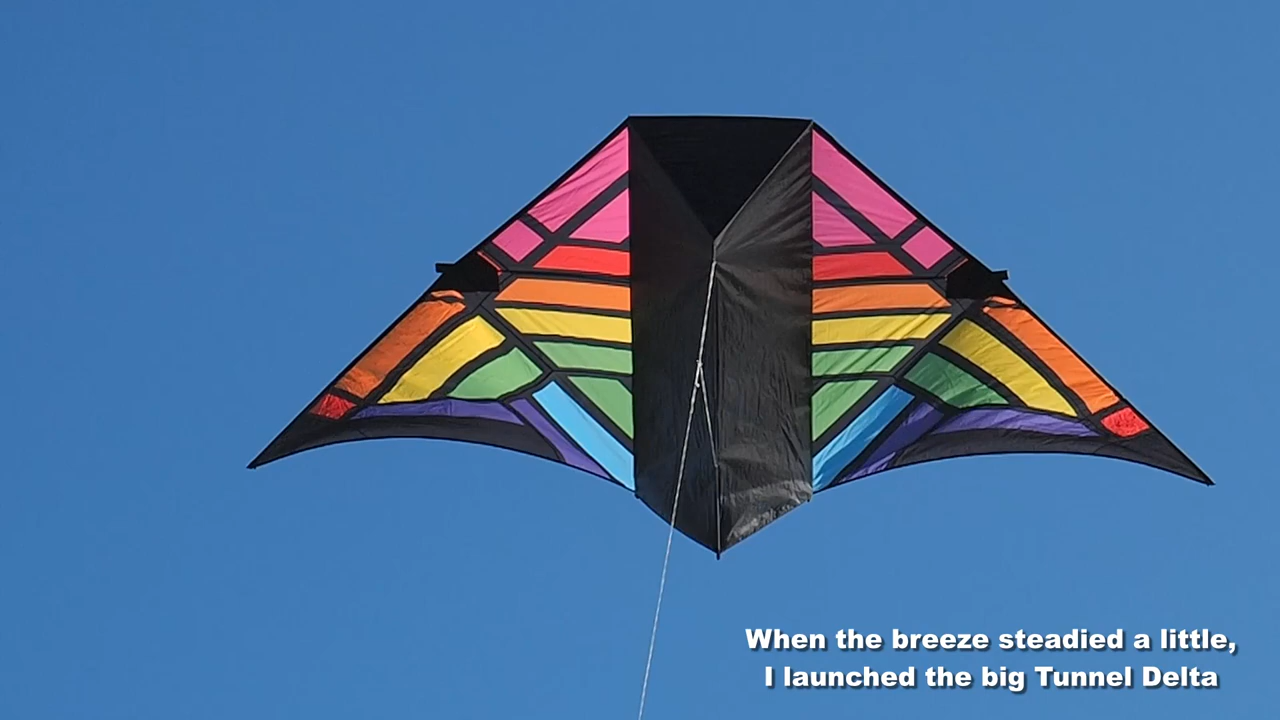 When the breeze steadied a little,
I launched the big Tunnel Delta